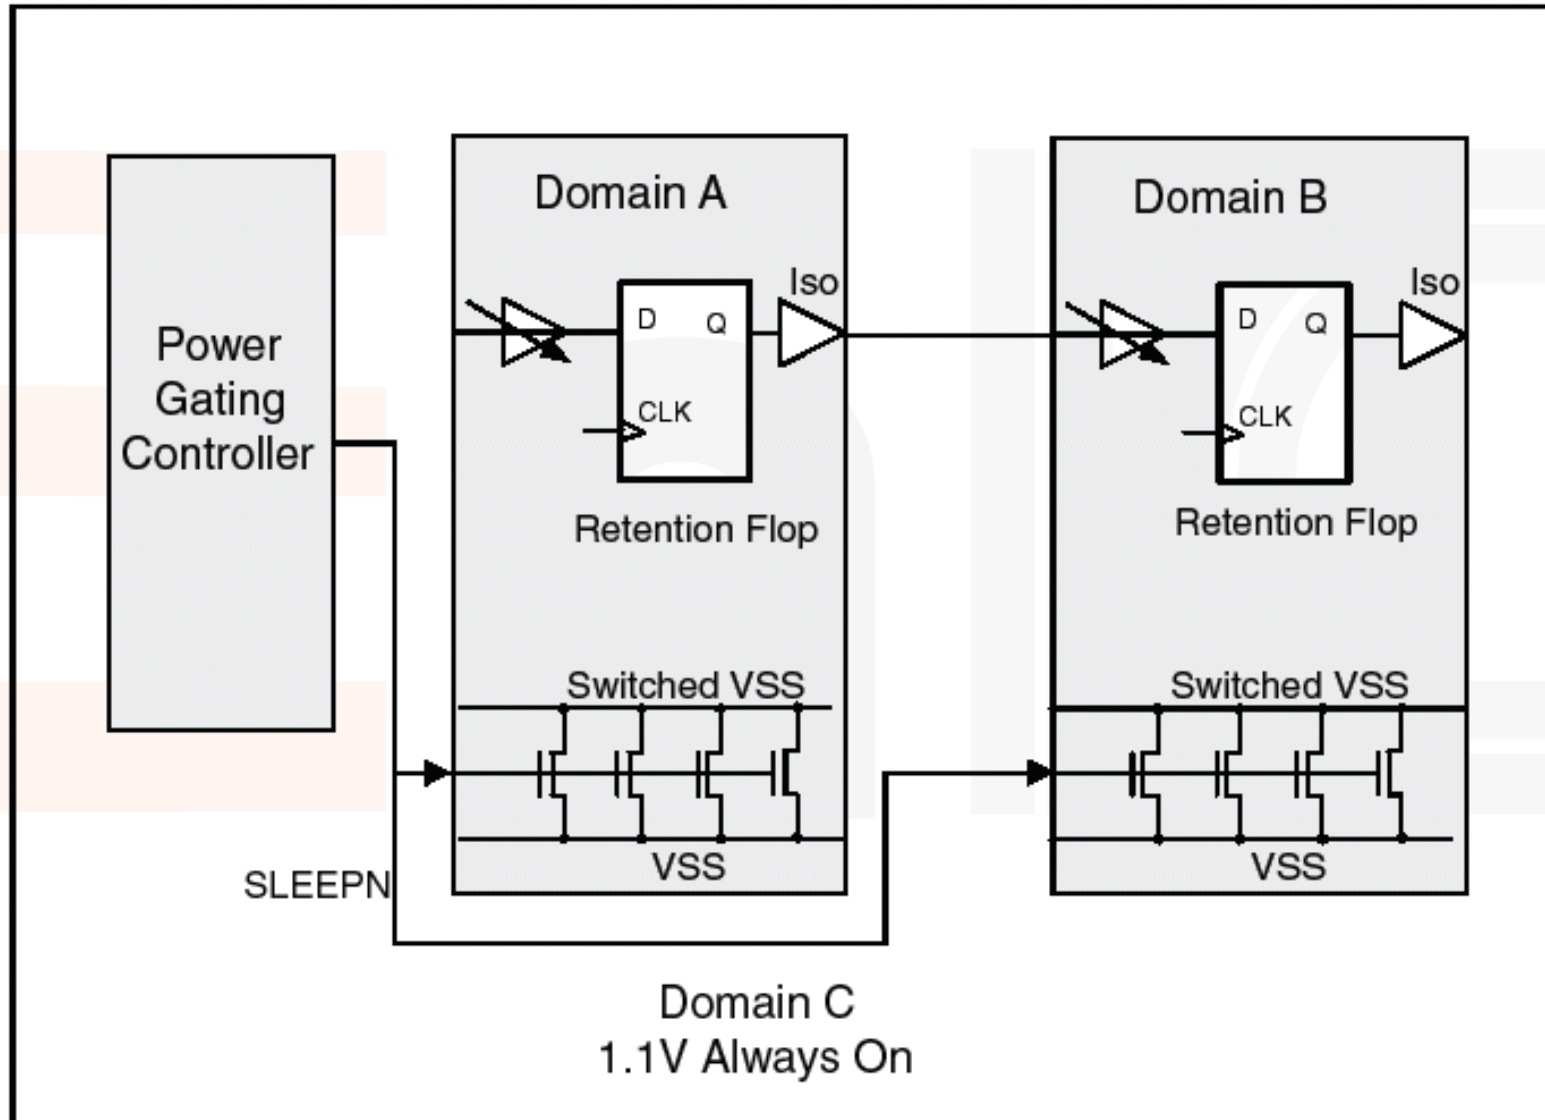 Power
Gating
Controller
Domain A
Iso
D
Q
CLK
Retention Flop
Switched VSS
VSS
Domain B
Iso
D
Q
CLK
Retention Flop
Switched VSS
VSS
SLEEPN
Domain C
1.1V Always On